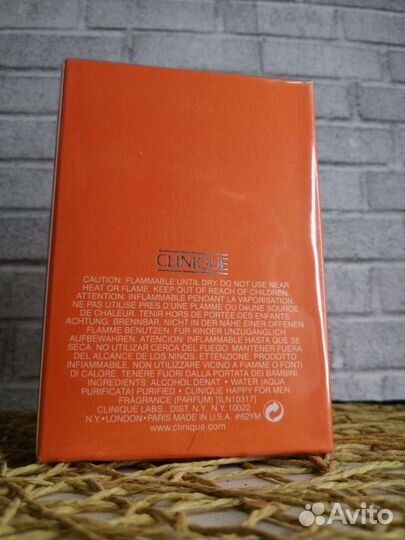 CLINIQUE
CAUTION: FLAMMABLE UNTIL DRY. DO NOT USE NEAR
HEAT OR FLAME. KEEP OUT OF REACH OF CHILDREN.
ATTENTION: INFLAMMABLE PENDANT LA VAPORISATION
NE PAS UTILISER PRES D'UNE FLAMME OU D'UNE SOURCE
DE CHALEUR. TENIR HORS DE PORTEE DES ENFANTS.
ACHTUNG: BRENNBAR. NICHT IN DER NÄHE EINER OFFENEN
FLAMME BENUTZEN. FÜR KINDER UNZUGÄNGLICH
AUFBEWAHREN. ATENCION: INFLAMMABLE HASTA QUE SE
SECA. NO UTILIZAR CERCA DEL FUEGO. MANTENER FUERA
DEL ALCANCE DE LOS NINOS. ETTENZIONE. PRODOTTO
INFIAMMABILE. NON UTILIZZARE VICINO A FIAMME O FONTI
DI CALORE. TENERE FUORI DALLA PORTATA DEI BAMBINI.
INGREDIENTS: ALCOHOL DENAT. • WATER (AQUA
PURIFICATA) PURIFIED • CLINIQUE HAPPY FOR MEN
FRAGRANCE (PARFUM) [ILN10317]
CLINIQUE LABS., DIST. N.Y., N.Y. 10022
N.Y.•LONDON•PARIS MADE IN U.S.A. #62YM
www.clinique.com
Avito